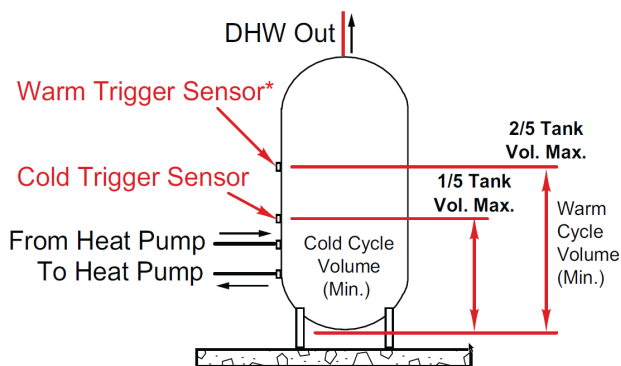 DHW Out
Warm Trigger Sensor*
2/5 Tank
Vol. Max.
Cold Trigger Sensor
1/5 Tank
Vol. Max.
Warm
Cycle
Volume
(Min.)
From Heat Pump
To Heat Pump
Cold Cycle
Volume
(Min.)